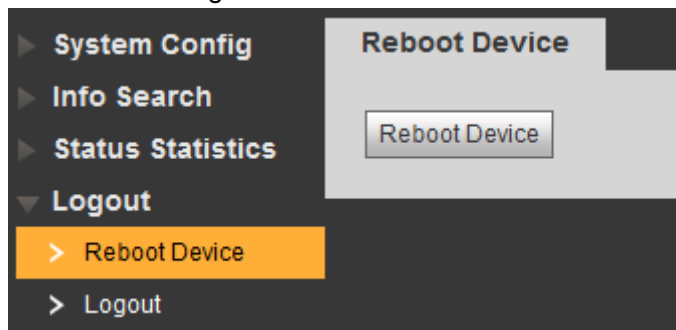 System Config
Info Search
Status Statistics
Logout
Reboot Device
Logout
Reboot Device
Reboot Device